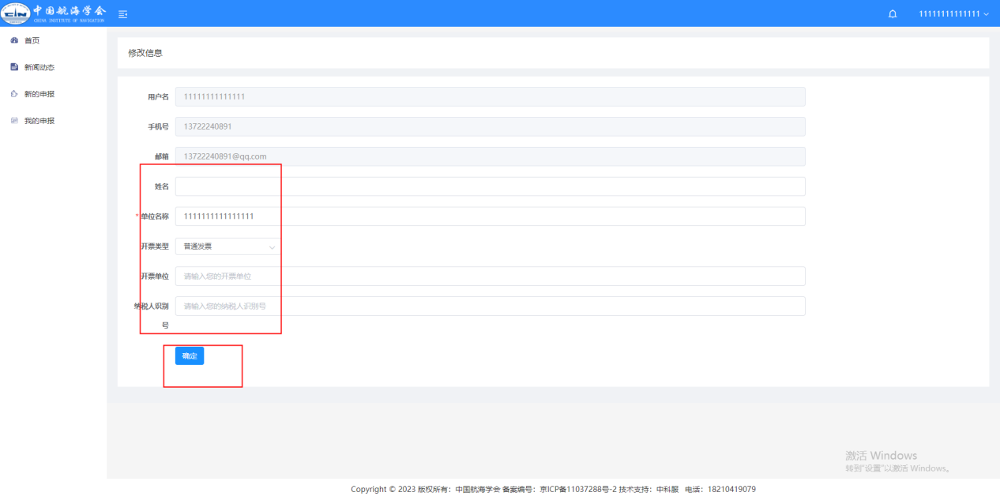 中国航海学会
CHINA INSTITUTE OF NAVIGATION
11111111111111
首页
新闻动态
新的申报
我的申报
修改信息
用户名 11111111111111
手机号 13722240891
邮箱 13722240891@qq.com
姓名
* 单位名称 1111111111111111
开票类型 普通发票
开票单位 请输入您的开票单位
纳税人识别 请输入您的纳税人识别号
号
确定
激活 Windows
转到"设置"以激活 Windows。
Copyright © 2023 版权所有：中国航海学会 备案编号：京ICP备11037288号-2 技术支持：中科服 电话：18210419079